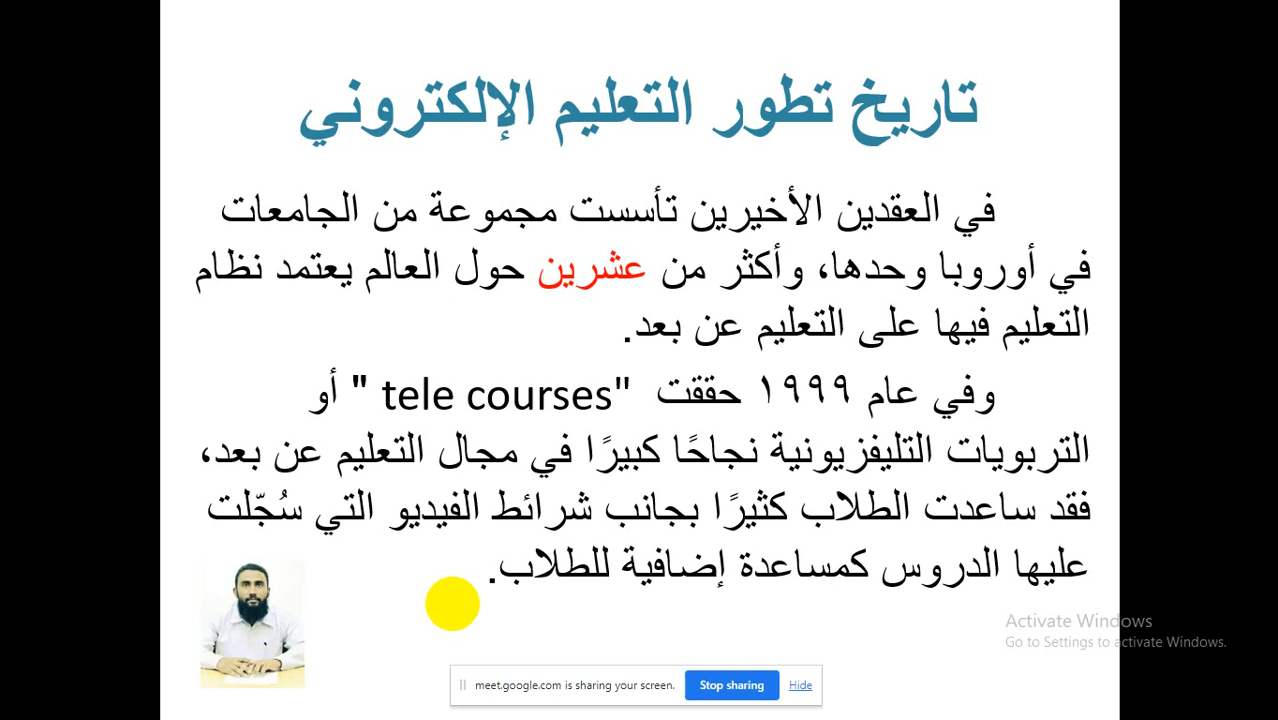 تاريخ تطور التعليم الإلكتروني
في العقدين الأخيرين تأسست مجموعة من الجامعات
في أوروبا وحدها، وأكثر من عشرين حول العالم يعتمد نظام
التعليم فيها على التعليم عن بعد.
وفي عام ١٩٩٩ حققت "tele courses " أو
التربويات التليفزيونية نجاحًا كبيرًا في مجال التعليم عن بعد،
فقد ساعدت الطلاب كثيرًا بجانب شرائط الفيديو التي سُجّلت
عليها الدروس كمساعدة إضافية للطلاب.
Activate Windows
Go to Settings to activate Windows.
meet.google.com is sharing your screen. Stop sharing Hide